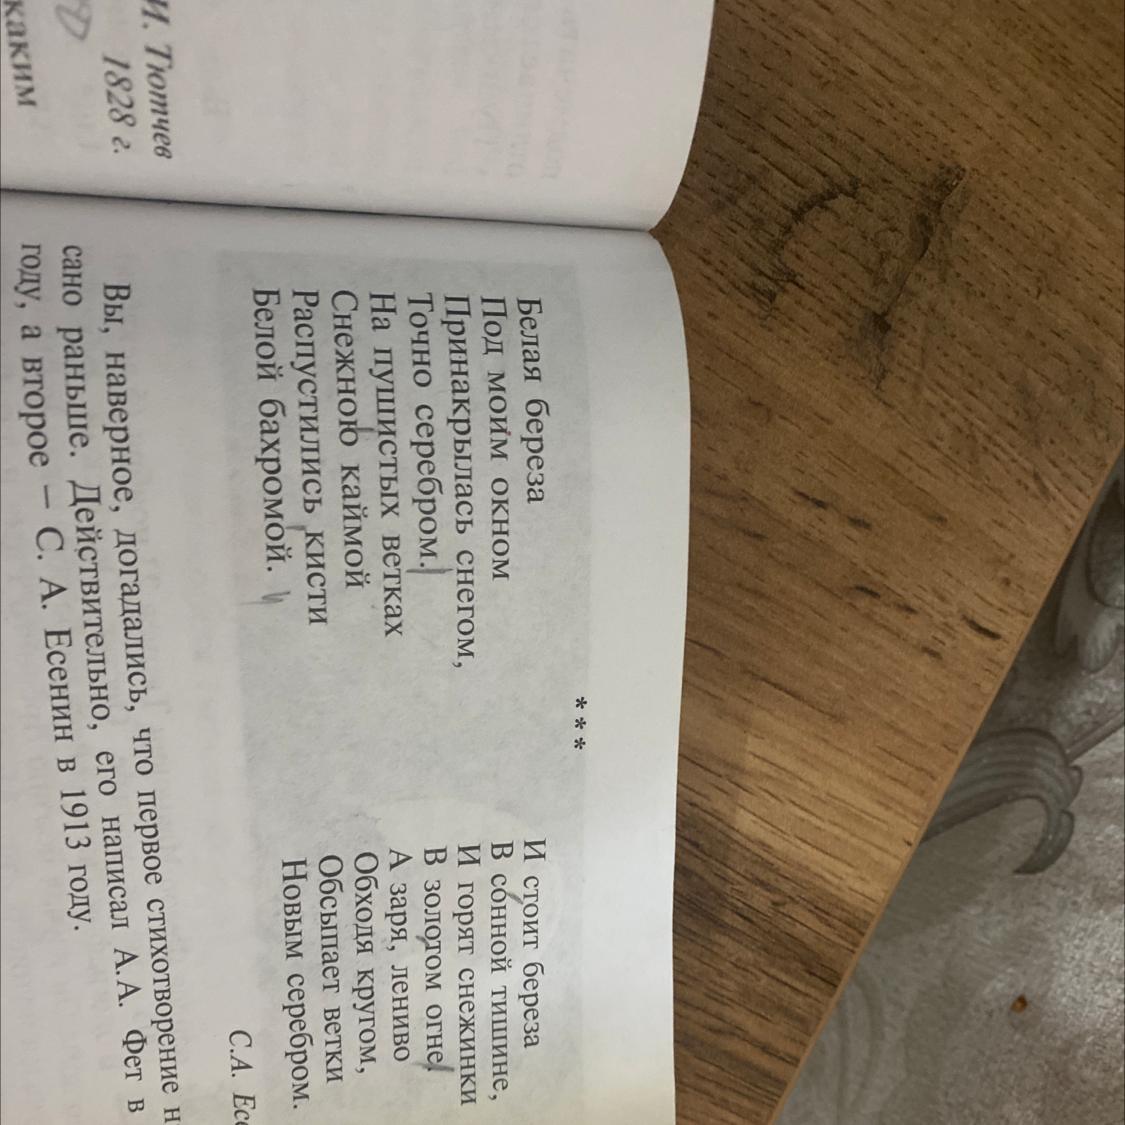 И. Тютчев
1828 г.
каким
* * *
Белая береза
Под моим окном
Принакрылась снегом,
Точно серебром.
На пушистых ветках
Снежною каймой
Распустились кисти
Белой бахромой.
И стоит береза
В сонной тишине,
И горят снежинки
В золотом огне.
А заря, лениво
Обходя кругом,
Обсыпает ветки
Новым серебром.
С.А. Есе
Вы, наверное, догадались, что первое стихотворение н
сано раньше. Действительно, его написал А.А. Фет в
году, а второе — С. А. Есенин в 1913 году.